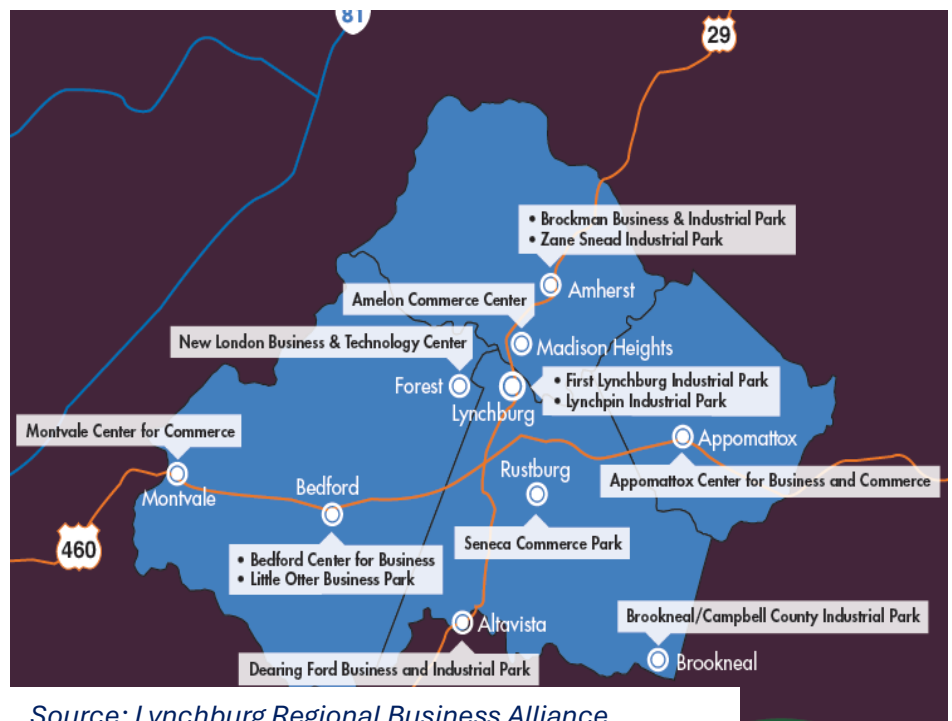 81
29
• Brockman Business & Industrial Park
• Zane Snead Industrial Park
Amherst
Amelon Commerce Center
Madison Heights
New London Business & Technology Center
Forest
• First Lynchburg Industrial Park
• Lynchpin Industrial Park
Lynchburg
Montvale Center for Commerce
Appomattox
Appomattox Center for Business and Commerce
Rustburg
Montvale
Bedford
460
Seneca Commerce Park
• Bedford Center for Business
• Little Otter Business Park
Brookneal/Campbell County Industrial Park
Altavista
Brookneal
Dearing Ford Business and Industrial Park
Source: Lynchburg Regional Business Alliance